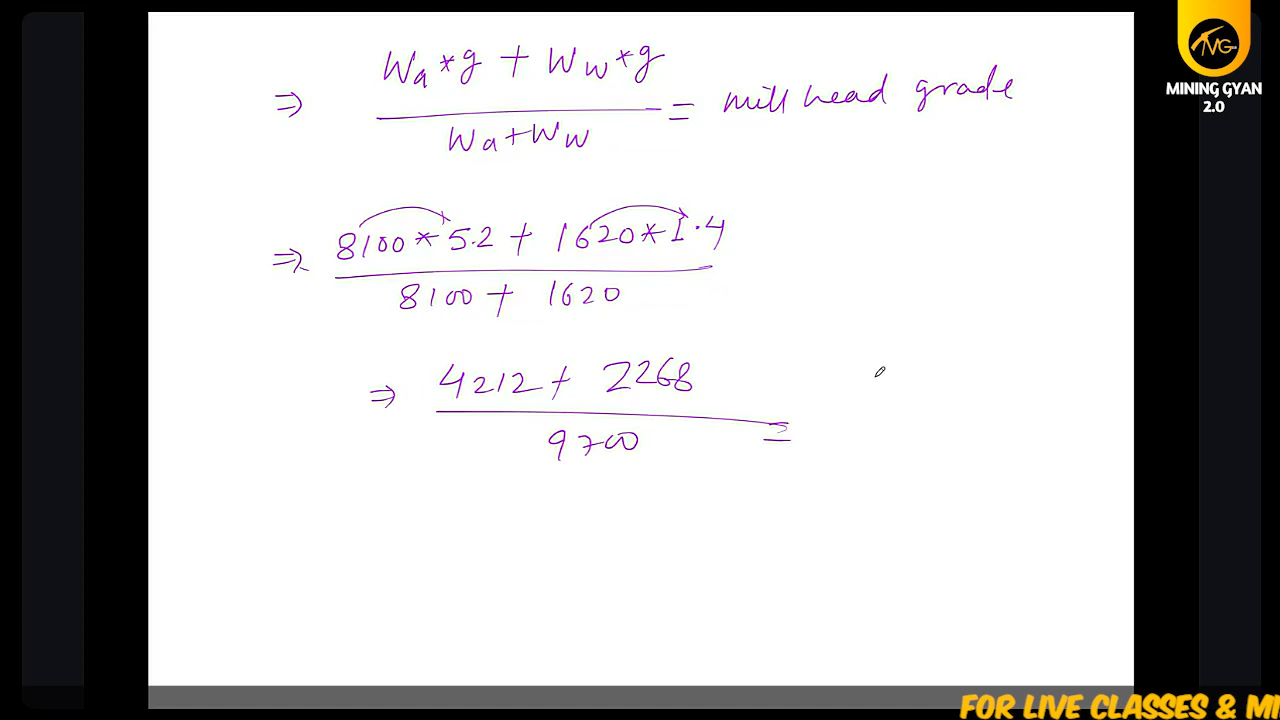 ⇒ Wa*g + Ww*g
MINING GYAN
2.0
= mill head grade
Wa+Ww
⇒ 8100*5.2 + 1620*1.4
8100 + 1620
⇒ 4212 + 2268
9700 =
FOR LIVE CLASSES & MI